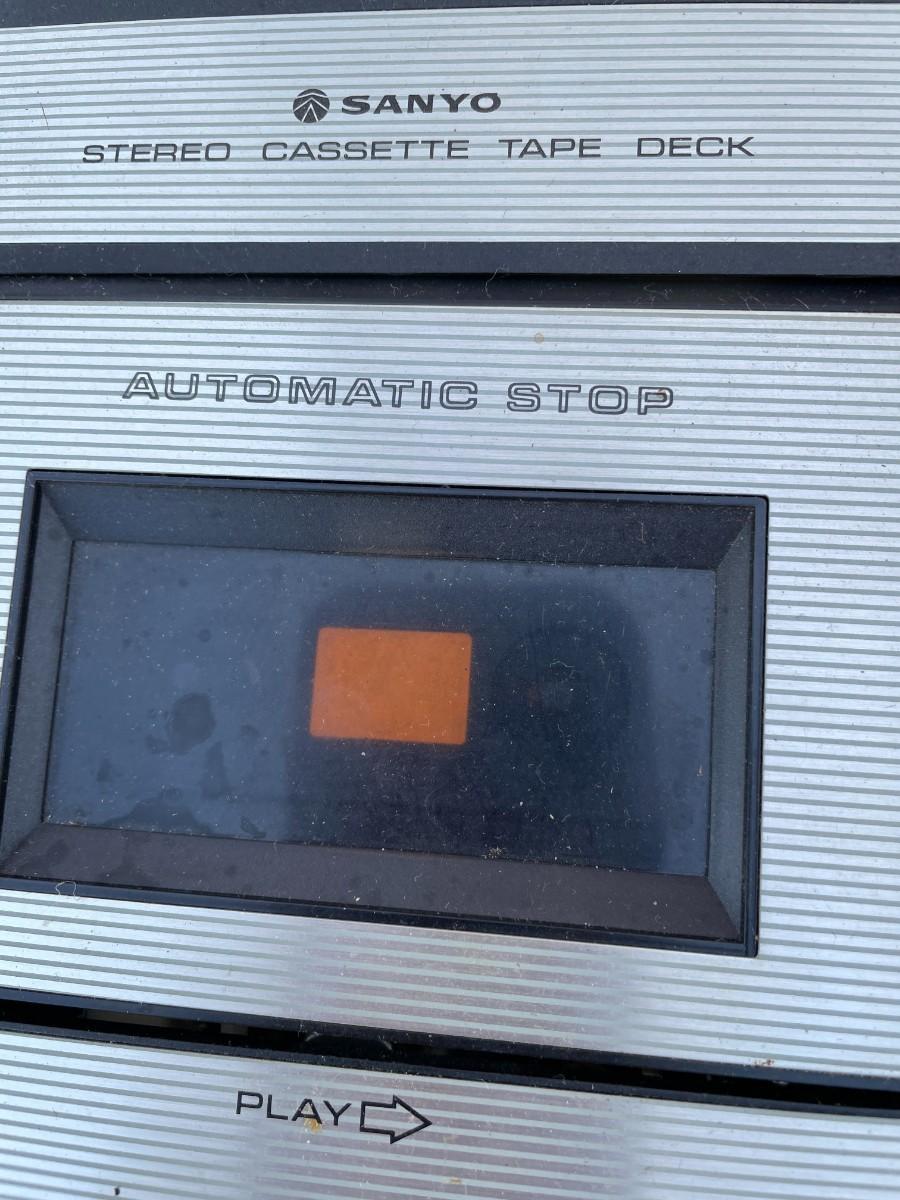 SANYO
STEREO CASSETTE TAPE DECK
AUTOMATIC STOP
PLAY